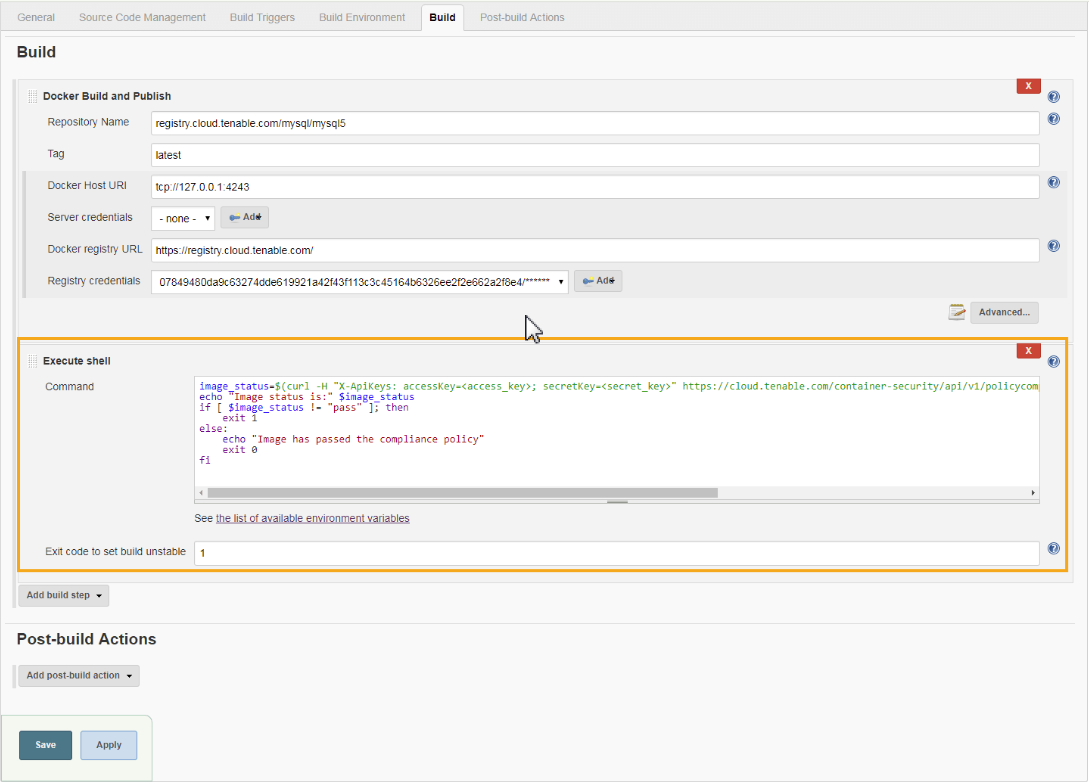 General Source Code Management Build Triggers Build Environment Build Post-build Actions
Build
X
Docker Build and Publish
Repository Name registry.cloud.tenable.com/mysql/mysql5
Tag latest
Docker Host URI tcp://127.0.0.1:4243
Server credentials - none - Add
Docker registry URL https://registry.cloud.tenable.com/
Registry credentials 07849480da9c63274dde619921a42f43f113c3c45164b6326ee2f2e662a2f8e4/******  Add
Advanced...
X
Execute shell
Command
image_status=$(curl -H "X-ApiKeys: accessKey=<access_key>; secretKey=<secret_key>" https://cloud.tenable.com/container-security/api/v1/policycom
echo "Image status is:" $image_status
if [ $image_status != "pass" ]; then
exit 1
else:
echo "Image has passed the compliance policy"
exit 0
fi
See the list of available environment variables
Exit code to set build unstable 1
Add build step
Post-build Actions
Add post-build action
Save Apply